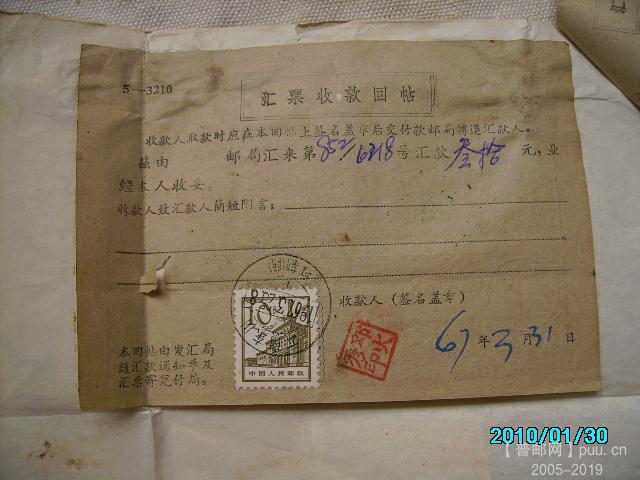 5—3210
汇票收款回帖
收款人取款时应在本回帖上签名盖章后交付款邮局转退汇款人。
兹由 邮局汇来第852/6218号汇款叁拾元,业
经本人收妥。
收款人致汇款人简短附言:
收款人(签名盖章)
67年3月31日
本回帖由发汇局
随汇款通知单及
汇票寄兑付局。
10
中国人民邮政
2010/01/30
【普邮网】puu.cn
2005-2019